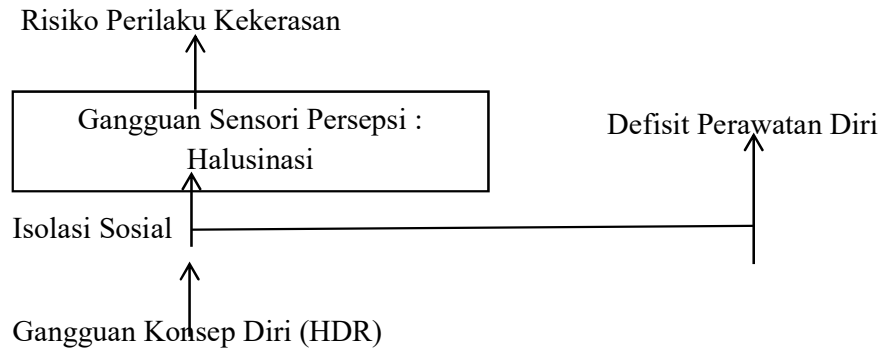 Risiko Perilaku Kekerasan
Gangguan Sensori Persepsi :
Halusinasi
Defisit Perawatan Diri
Isolasi Sosial
Gangguan Konsep Diri (HDR)